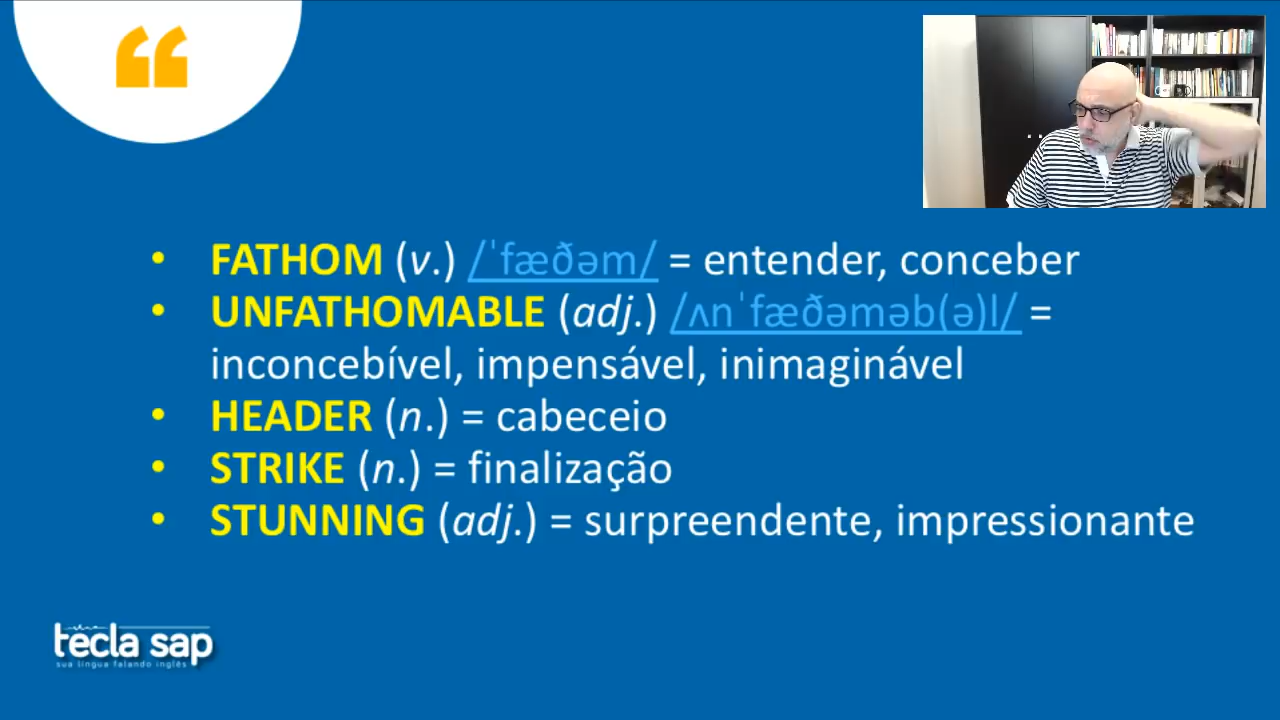 “
• FATHOM (v.) /ˈfæðəm/ = entender, conceber
• UNFATHOMABLE (adj.) /ʌnˈfæðəməb(ə)l/ =
inconcebível, impensável, inimaginável
• HEADER (n.) = cabeceio
• STRIKE (n.) = finalização
• STUNNING (adj.) = surpreendente, impressionante
tecla sap
sua língua falando inglês